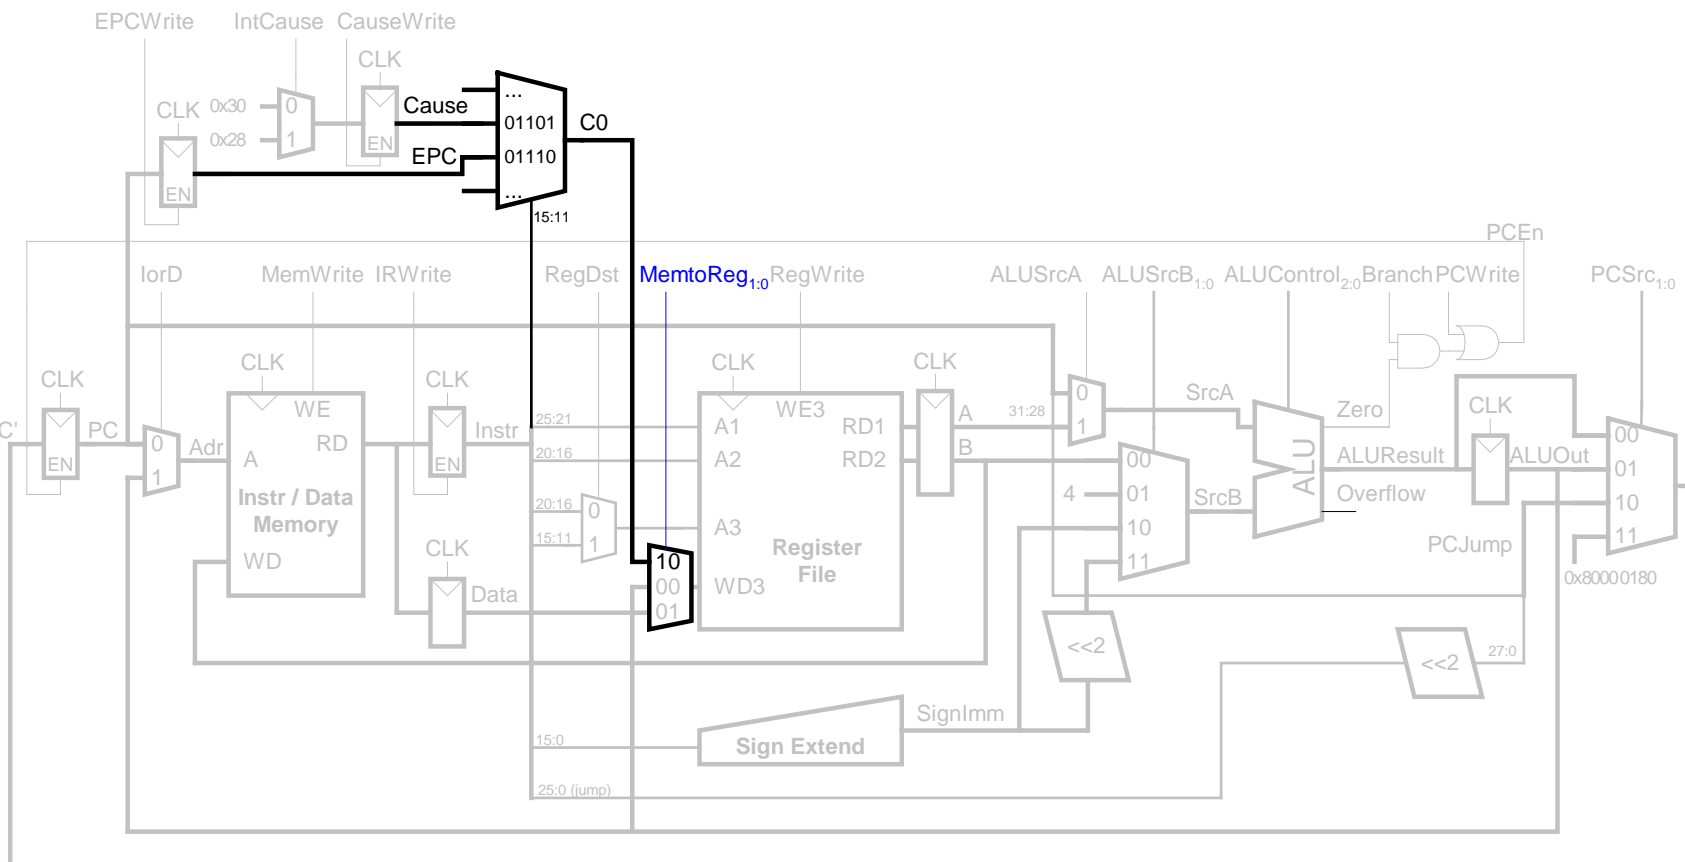 EPCWrite IntCause CauseWrite
CLK
CLK
0x30 0
0x28 1
EN
EN
Cause
EPC
...
01101
01110
...
C0
15:11
PCEn
IorD MemWrite IRWrite RegDst MemtoReg1:0 RegWrite ALUSrcA ALUSrcB1:0 ALUControl2:0 Branch PCWrite PCSrc1:0
CLK CLK CLK CLK CLK CLK
C' PC
EN
0
1
Adr
WE
A RD
Instr / Data
Memory
WD
EN
Instr
CLK
Data
25:21
20:16
20:16 0
15:11 1
10
00
01
WE3
A1 RD1
A2 RD2
A3
Register
File
WD3
A
B
31:28
0
1
SrcA
00
4 01
10
11
SrcB
ALU
Zero
ALUResult
Overflow
ALUOut
00
01
10
11
PCJump
0x80000180
<<2
<<2
27:0
SignImm
15:0
Sign Extend
25:0 (jump)